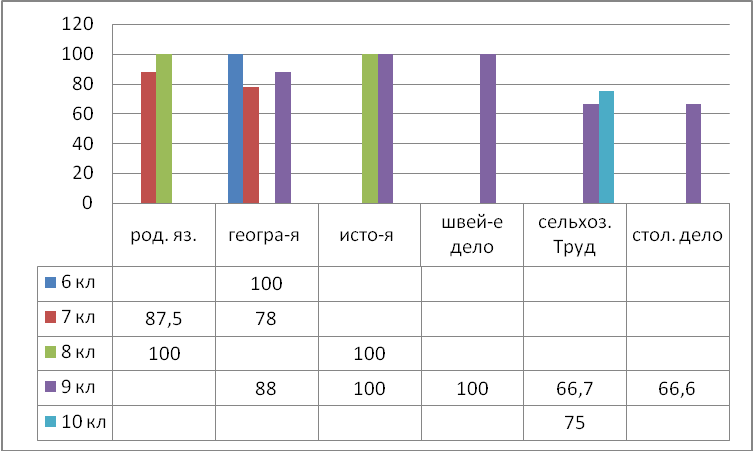 120
100
80
60
40
20
0
род. яз. геогра-я исто-я швей-е дело сельхоз. Труд стол. дело
6 кл 100
7 кл 87,5 78
8 кл 100 100
9 кл 88 100 100 66,7 66,6
10 кл 75